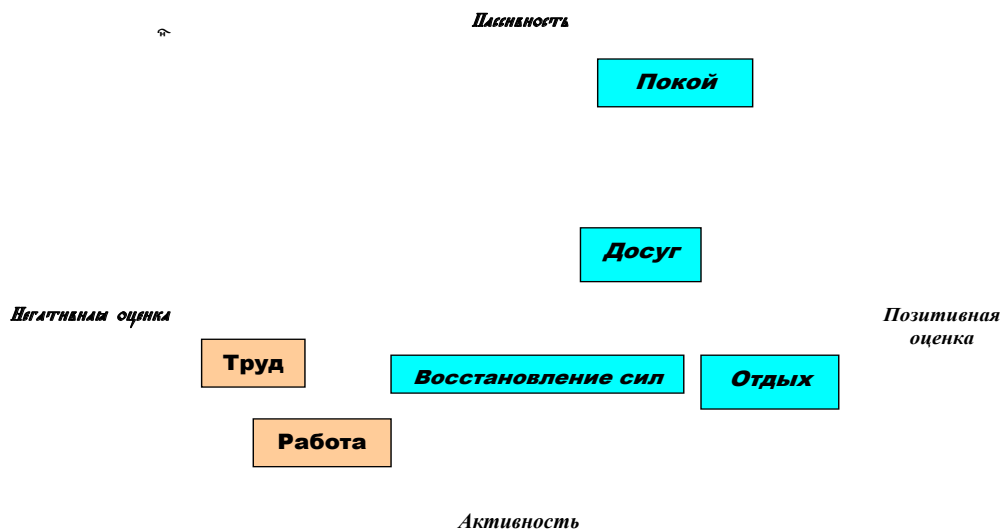 Пассивность
Покой
Досуг
Негативная оценка
Позитивная
оценка
Труд
Восстановление сил
Отдых
Работа
Активность